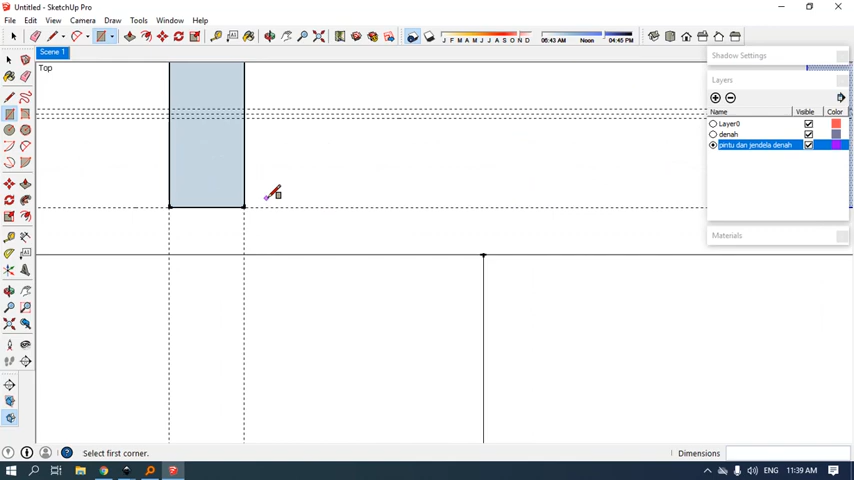 Untitled - SketchUp Pro
File Edit View Camera Draw Tools Window Help
J F M A M J J A S O N D 06:43 AM Noon 04:45 PM
Scene 1
Top
Shadow Settings
Layers
Name Visible Color
Layer0
denah
pintu dan jendela denah
Materials
Select first corner.
Dimensions
ENG 11:39 AM